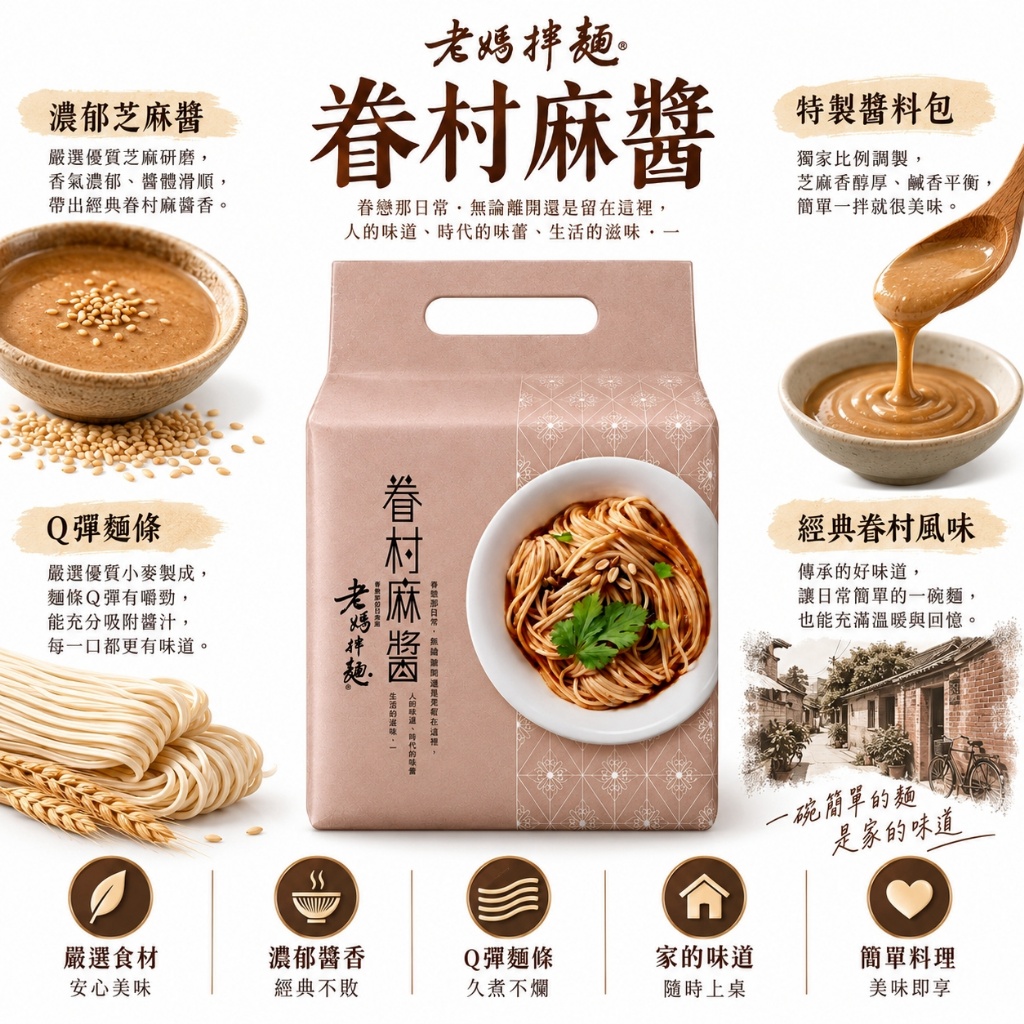 老媽拌麵®
眷村麻醬
眷戀那日常·無論離開還是留在這裡，
人的味道、時代的味蕾、生活的滋味·一
濃郁芝麻醬
嚴選優質芝麻研磨，
香氣濃郁、醬體滑順，
帶出經典眷村麻醬香。
特製醬料包
獨家比例調製，
芝麻香醇厚、鹹香平衡，
簡單一拌就很美味。
Q彈麵條
嚴選優質小麥製成，
麵條Q彈有嚼勁，
能充分吸附醬汁，
每一口都更有味道。
經典眷村風味
傳承的好味道，
讓日常簡單的一碗麵，
也能充滿溫暖與回憶。
眷村麻醬
老媽拌麵®
眷戀那日常·無論離開還是留在這裡，
人的味道、時代的味蕾
生活的滋味·一
一碗簡單的麵
是家的味道
嚴選食材
安心美味
濃郁醬香
經典不敗
Q彈麵條
久煮不爛
家的味道
隨時上桌
簡單料理
美味即享